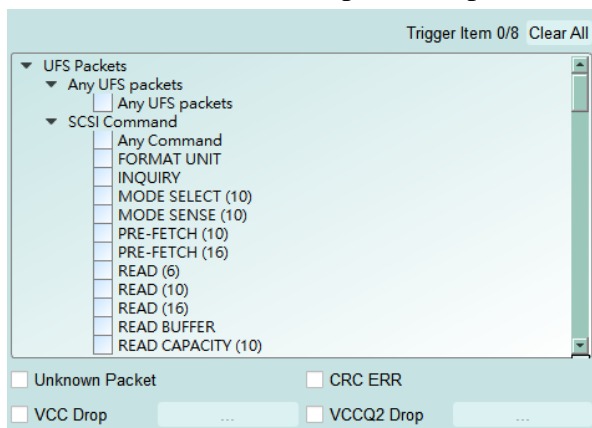 Trigger Item 0/8 Clear All
UFS Packets
Any UFS packets
Any UFS packets
SCSI Command
Any Command
FORMAT UNIT
INQUIRY
MODE SELECT (10)
MODE SENSE (10)
PRE-FETCH (10)
PRE-FETCH (16)
READ (6)
READ (10)
READ (16)
READ BUFFER
READ CAPACITY (10)
Unknown Packet CRC ERR
VCC Drop ... VCCQ2 Drop ...